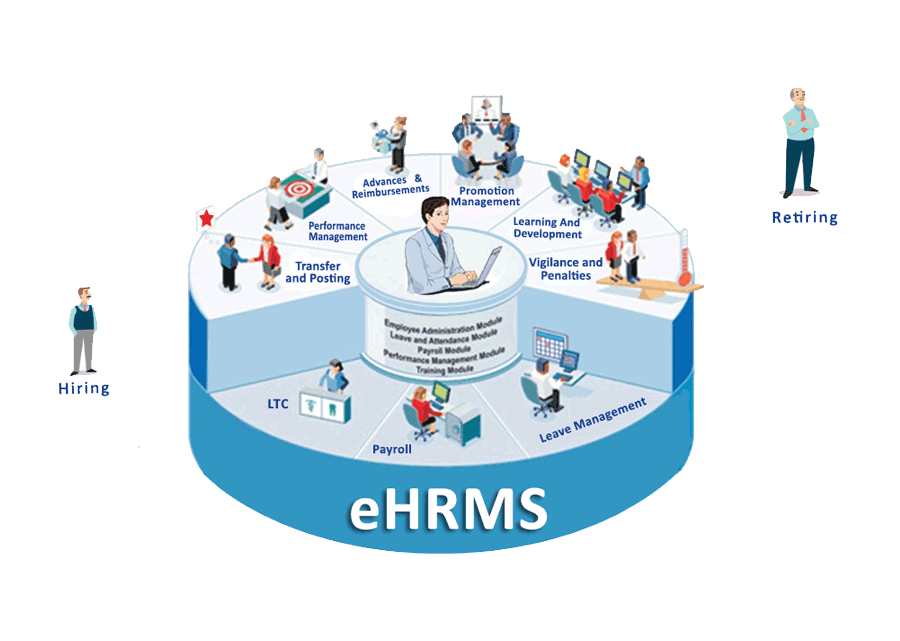 Advances &
Reimbursements
Promotion
Management
Performance
Management
Learning And
Development
Transfer
and Posting
Vigilance and
Penalties
Retiring
Hiring
Employee Administration Module
Leave and Attendance Module
Payroll Module
Performance Management Module
Training Module
LTC
Payroll
Leave Management
eHRMS